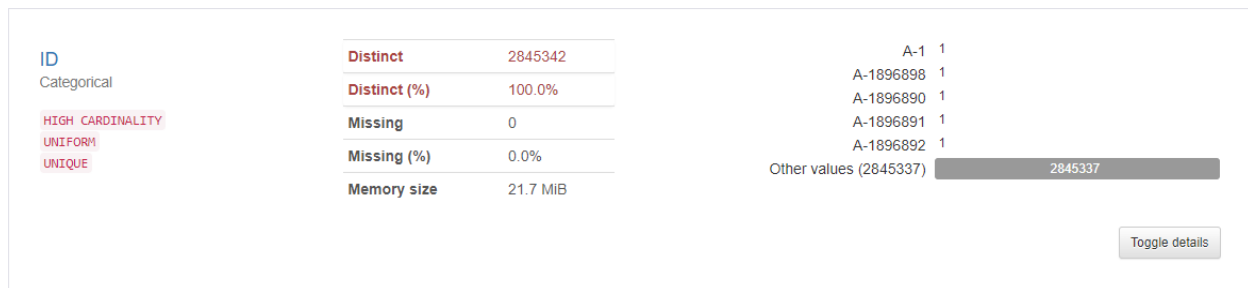 ID
Categorical
HIGH CARDINALITY
UNIFORM
UNIQUE
Distinct 2845342
Distinct (%) 100.0%
Missing 0
Missing (%) 0.0%
Memory size 21.7 MiB
A-1 1
A-1896898 1
A-1896890 1
A-1896891 1
A-1896892 1
Other values (2845337) 2845337
Toggle details